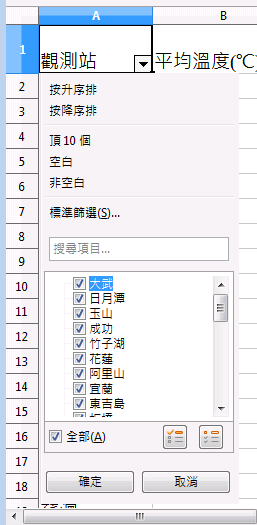 A B
1 觀測站 平均溫度(℃)
2 按升序排
3 按降序排
4 頂 10 個
5 空白
6 非空白
7 標準篩選(S)...
8
9 搜尋項目...
10 大武
日月潭
11 玉山
成功
12 竹子湖
13 花蓮
阿里山
14 宜蘭
15 東吉島
16 全部(A)
17
18 確定 取消
19